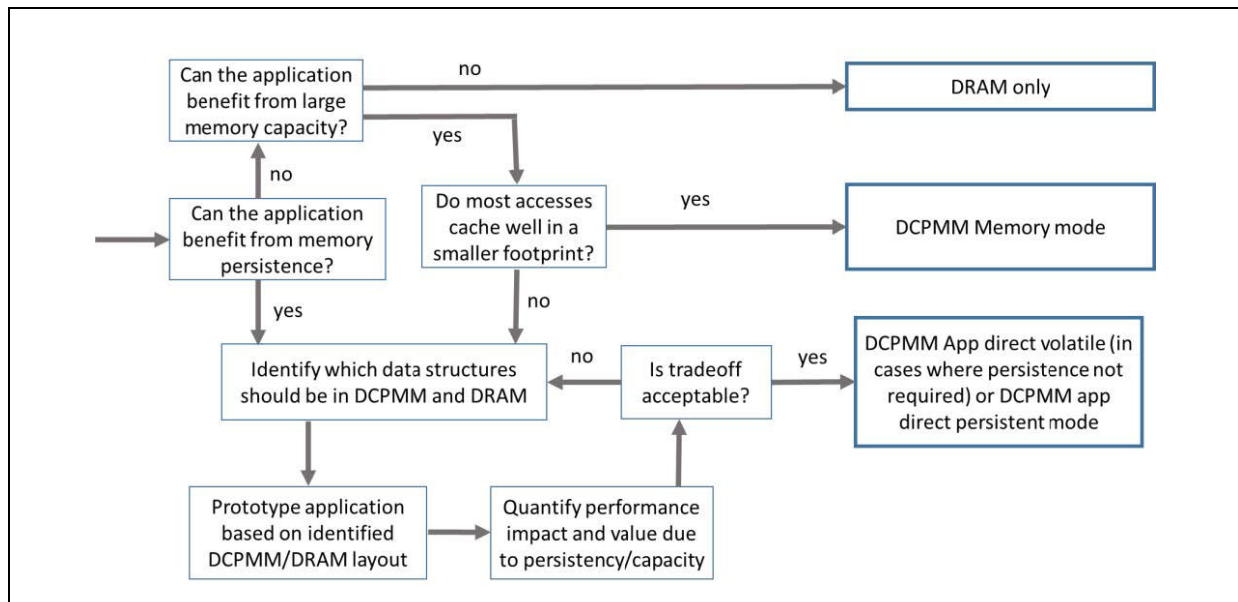 Can the application
benefit from large
memory capacity?
no
DRAM only
yes
no
Can the application
benefit from memory
persistence?
Do most accesses
cache well in a
smaller footprint?
yes
DCPMM Memory mode
yes
no
Identify which data structures
should be in DCPMM and DRAM
no
Is tradeoff
acceptable?
yes
DCPMM App direct volatile (in
cases where persistence not
required) or DCPMM app
direct persistent mode
Prototype application
based on identified
DCPMM/DRAM layout
Quantify performance
impact and value due
to persistency/capacity